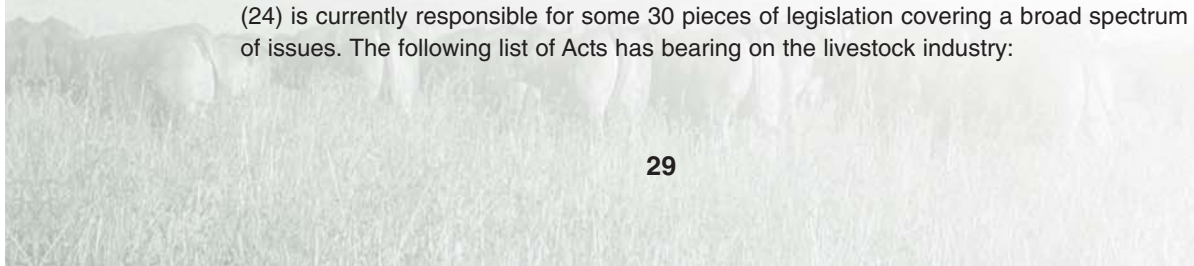 (24) is currently responsible for some 30 pieces of legislation covering a broad spectrum
of issues. The following list of Acts has bearing on the livestock industry:
29